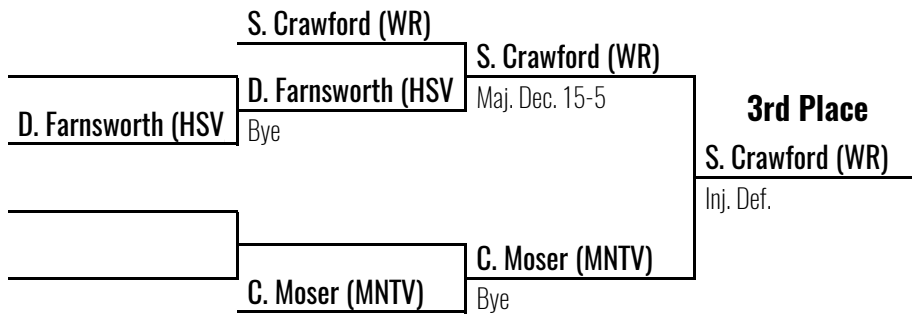 S. Crawford (WR)
S. Crawford (WR)
D. Farnsworth (HSV
Maj. Dec. 15-5
3rd Place
D. Farnsworth (HSV
Bye
S. Crawford (WR)
Inj. Def.
C. Moser (MNTV)
C. Moser (MNTV)
Bye